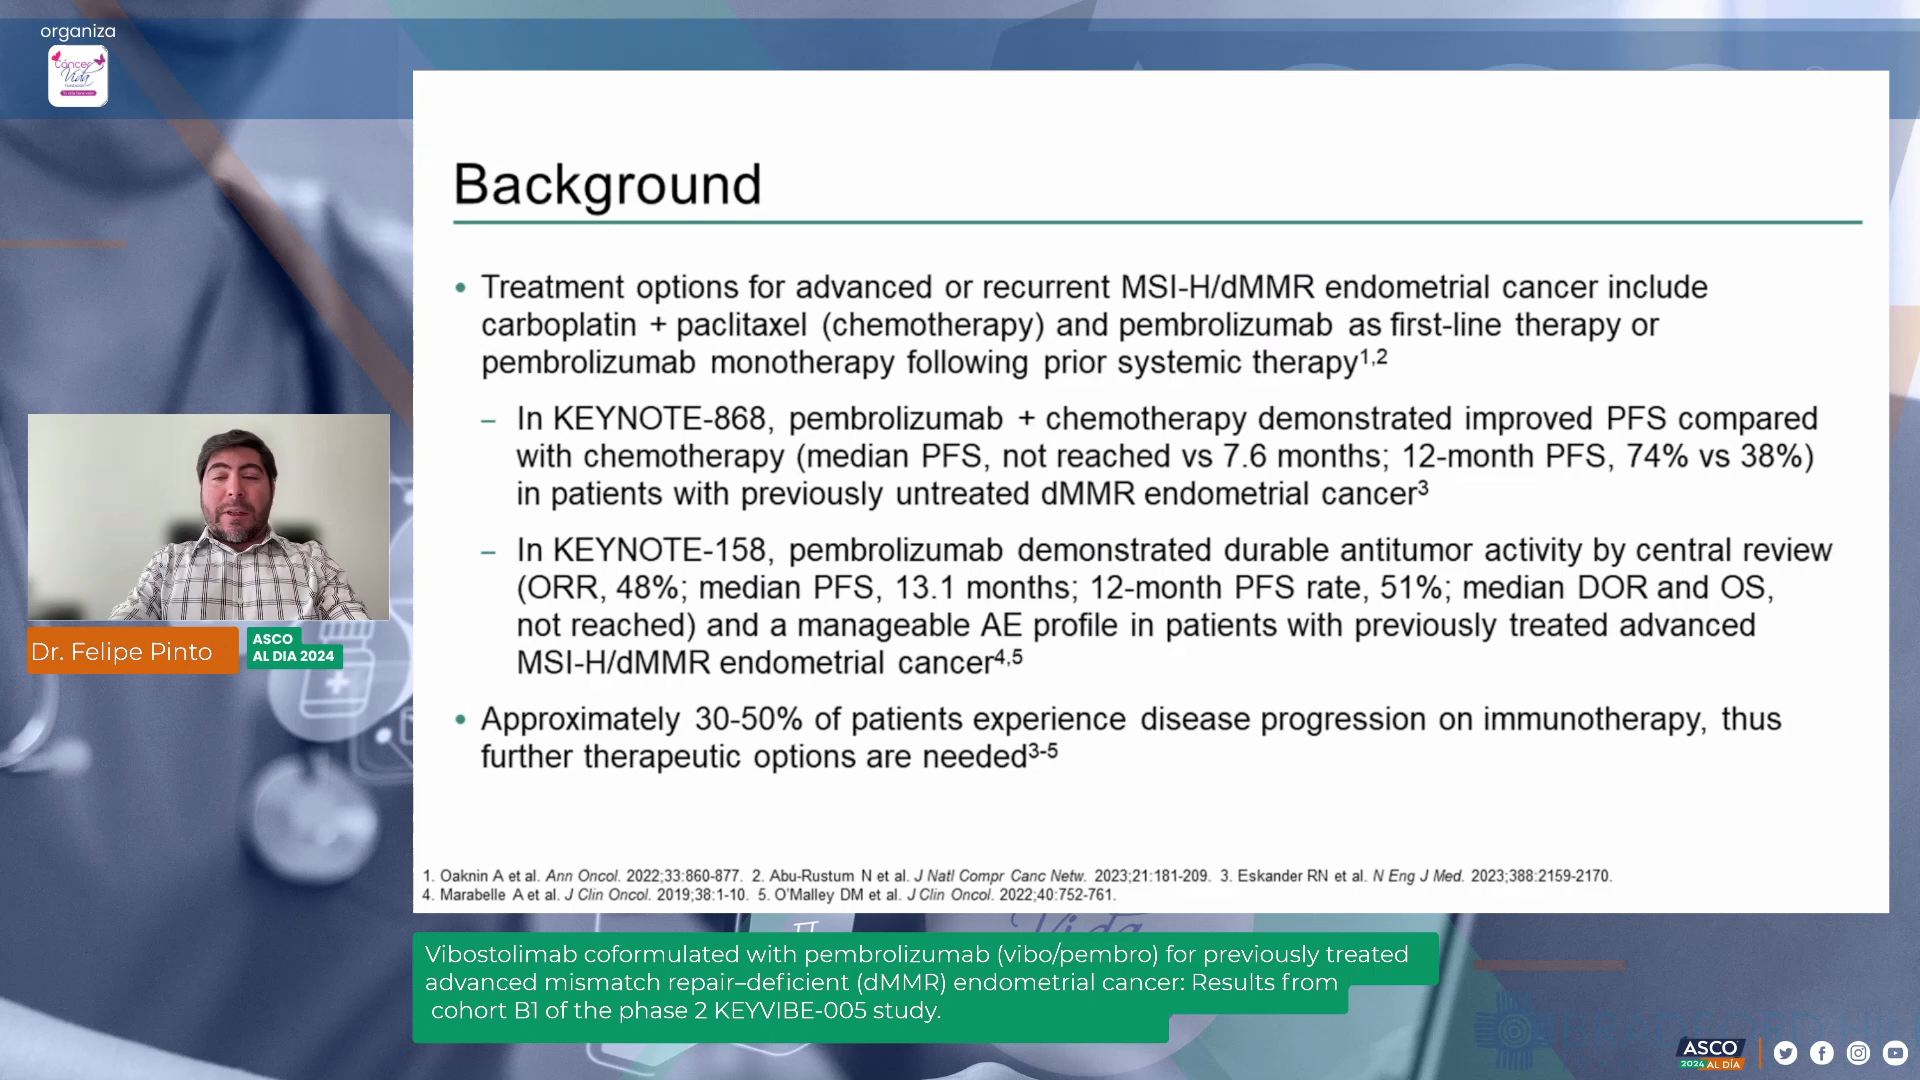 organiza
Cáncer
Vida
Background
• Treatment options for advanced or recurrent MSI-H/dMMR endometrial cancer include
carboplatin + paclitaxel (chemotherapy) and pembrolizumab as first-line therapy or
pembrolizumab monotherapy following prior systemic therapy1,2
– In KEYNOTE-868, pembrolizumab + chemotherapy demonstrated improved PFS compared
with chemotherapy (median PFS, not reached vs 7.6 months; 12-month PFS, 74% vs 38%)
in patients with previously untreated dMMR endometrial cancer3
– In KEYNOTE-158, pembrolizumab demonstrated durable antitumor activity by central review
(ORR, 48%; median PFS, 13.1 months; 12-month PFS rate, 51%; median DOR and OS,
not reached) and a manageable AE profile in patients with previously treated advanced
MSI-H/dMMR endometrial cancer4,5
• Approximately 30-50% of patients experience disease progression on immunotherapy, thus
further therapeutic options are needed3-5
1. Oaknin A et al. Ann Oncol. 2022;33:860-877. 2. Abu-Rustum N et al. J Natl Compr Canc Netw. 2023;21:181-209. 3. Eskander RN et al. N Eng J Med. 2023;388:2159-2170.
4. Marabelle A et al. J Clin Oncol. 2019;38:1-10. 5. O'Malley DM et al. J Clin Oncol. 2022;40:752-761.
Dr. Felipe Pinto
ASCO
AL DIA 2024
Vibostolimab coformulated with pembrolizumab (vibo/pembro) for previously treated
advanced mismatch repair–deficient (dMMR) endometrial cancer: Results from
cohort B1 of the phase 2 KEYVIBE-005 study.
ASCO
2024 AL DÍA